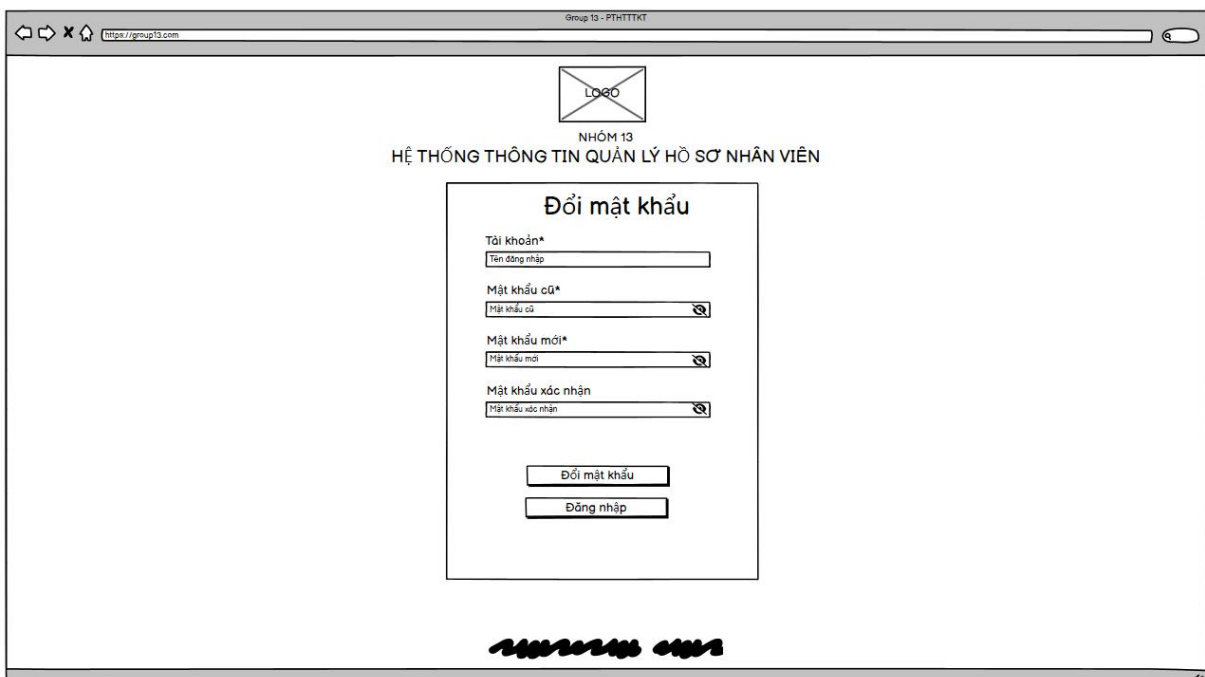 Group 13 - PTHTTTKT
https://group13.com
LOGO
NHÓM 13
HỆ THỐNG THÔNG TIN QUẢN LÝ HỒ SƠ NHÂN VIÊN
Đổi mật khẩu
Tài khoản*
Tên đăng nhập
Mật khẩu cũ*
Mật khẩu cũ
Mật khẩu mới*
Mật khẩu mới
Mật khẩu xác nhận
Mật khẩu xác nhận
Đổi mật khẩu
Đăng nhập